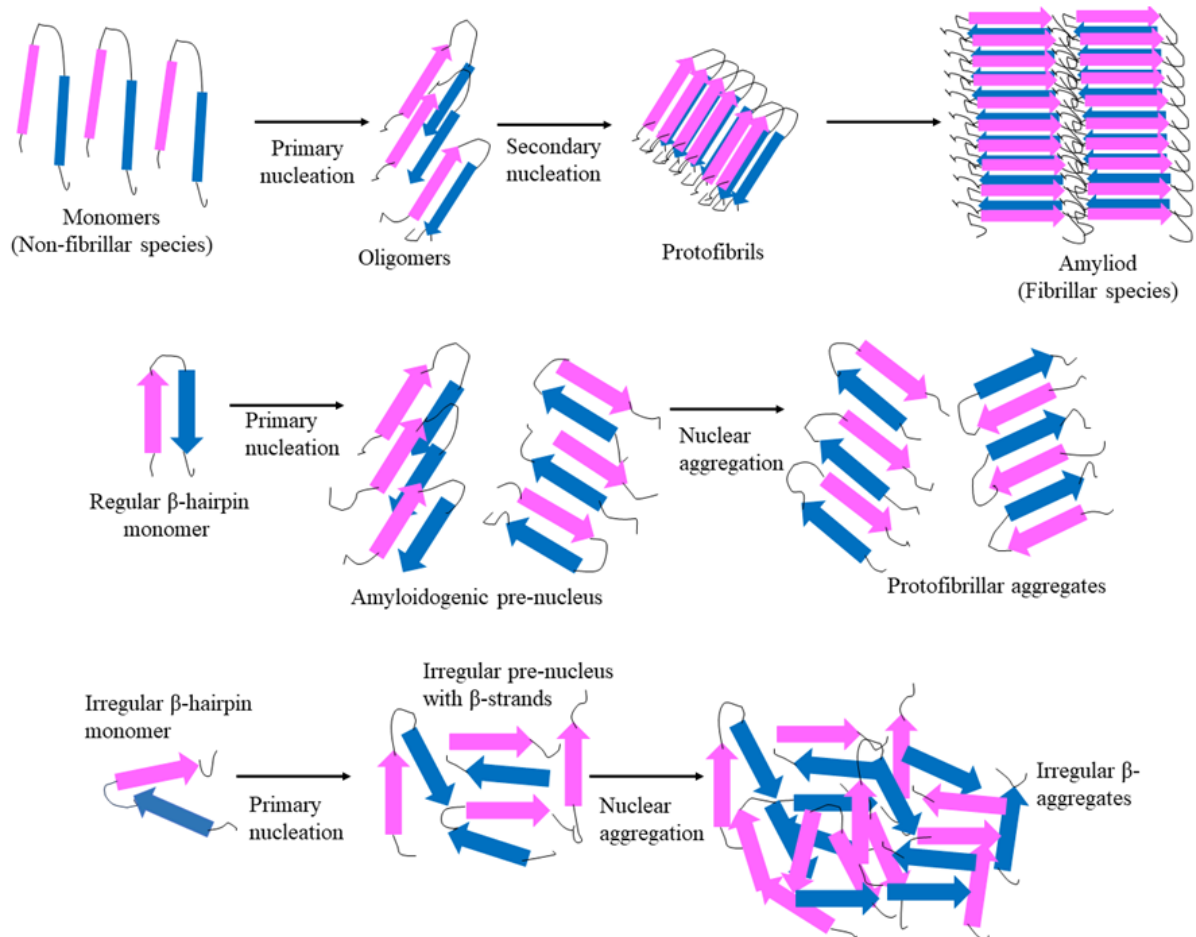 Primary
nucleation
Secondary
nucleation
Monomers
(Non-fibrillar species)
Oligomers
Protofibrils
Amyliod
(Fibrillar species)
Primary
nucleation
Nuclear
aggregation
Regular β-hairpin
monomer
Amyloidogenic pre-nucleus
Protofibrillar aggregates
Irregular β-hairpin
monomer
Irregular pre-nucleus
with β-strands
Primary
nucleation
Nuclear
aggregation
Irregular β-
aggregates